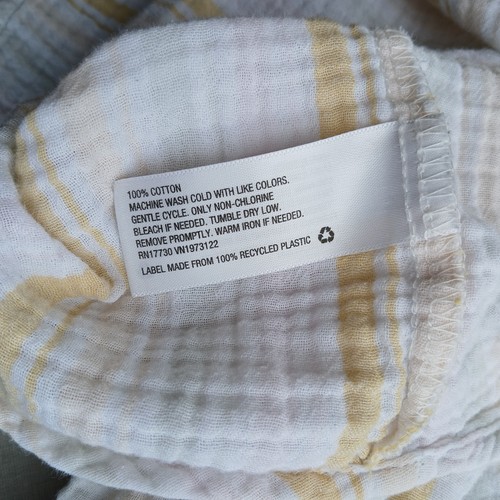 100% COTTON
MACHINE WASH COLD WITH LIKE COLORS.
GENTLE CYCLE. ONLY NON-CHLORINE
BLEACH IF NEEDED. TUMBLE DRY LOW.
REMOVE PROMPTLY. WARM IRON IF NEEDED.
RN17730 VN1973122
LABEL MADE FROM 100% RECYCLED PLASTIC